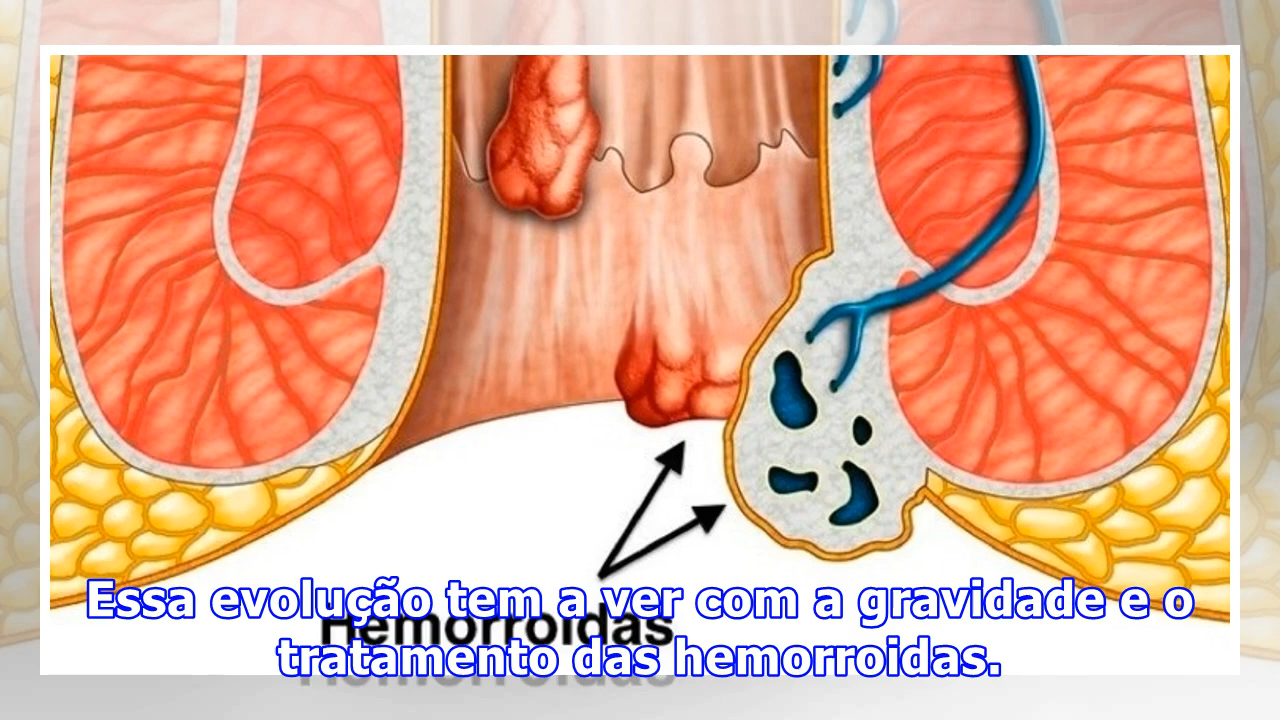 Essa evolução tem a ver com a gravidade e o
Hemorroidas
tratamento das hemorroidas.